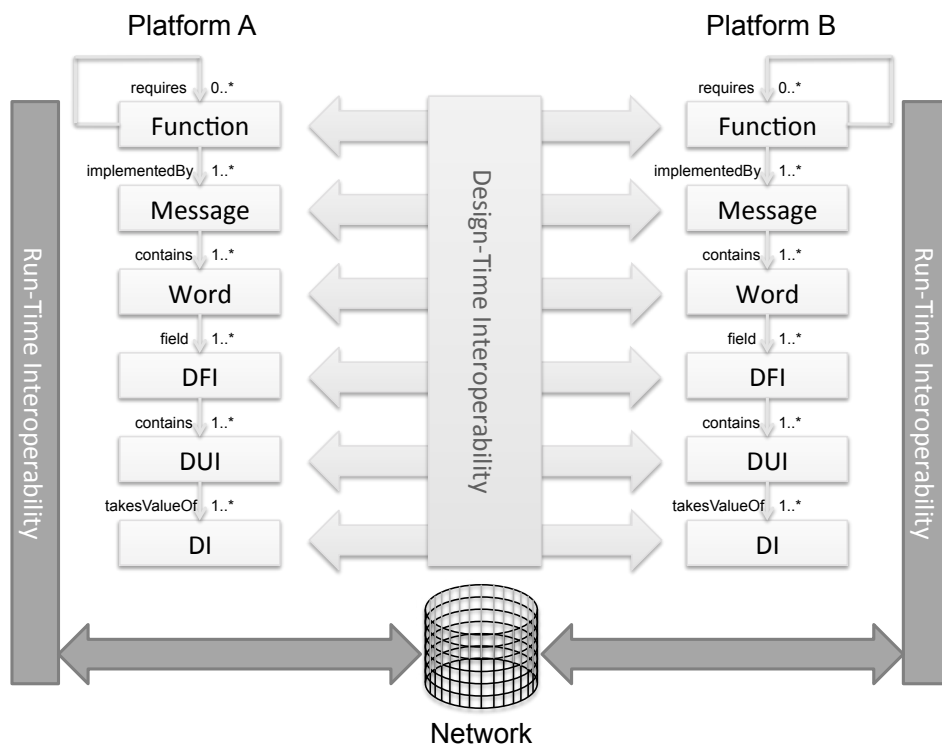 Platform A
Platform B
requires 0..*
Function
implementedBy 1..*
Message
contains 1..*
Word
field 1..*
DFI
contains 1..*
DUI
takesValueOf 1..*
DI
Run-Time Interoperability
Design-Time Interoperability
requires 0..*
Function
implementedBy 1..*
Message
contains 1..*
Word
field 1..*
DFI
contains 1..*
DUI
takesValueOf 1..*
DI
Run-Time Interoperability
Network